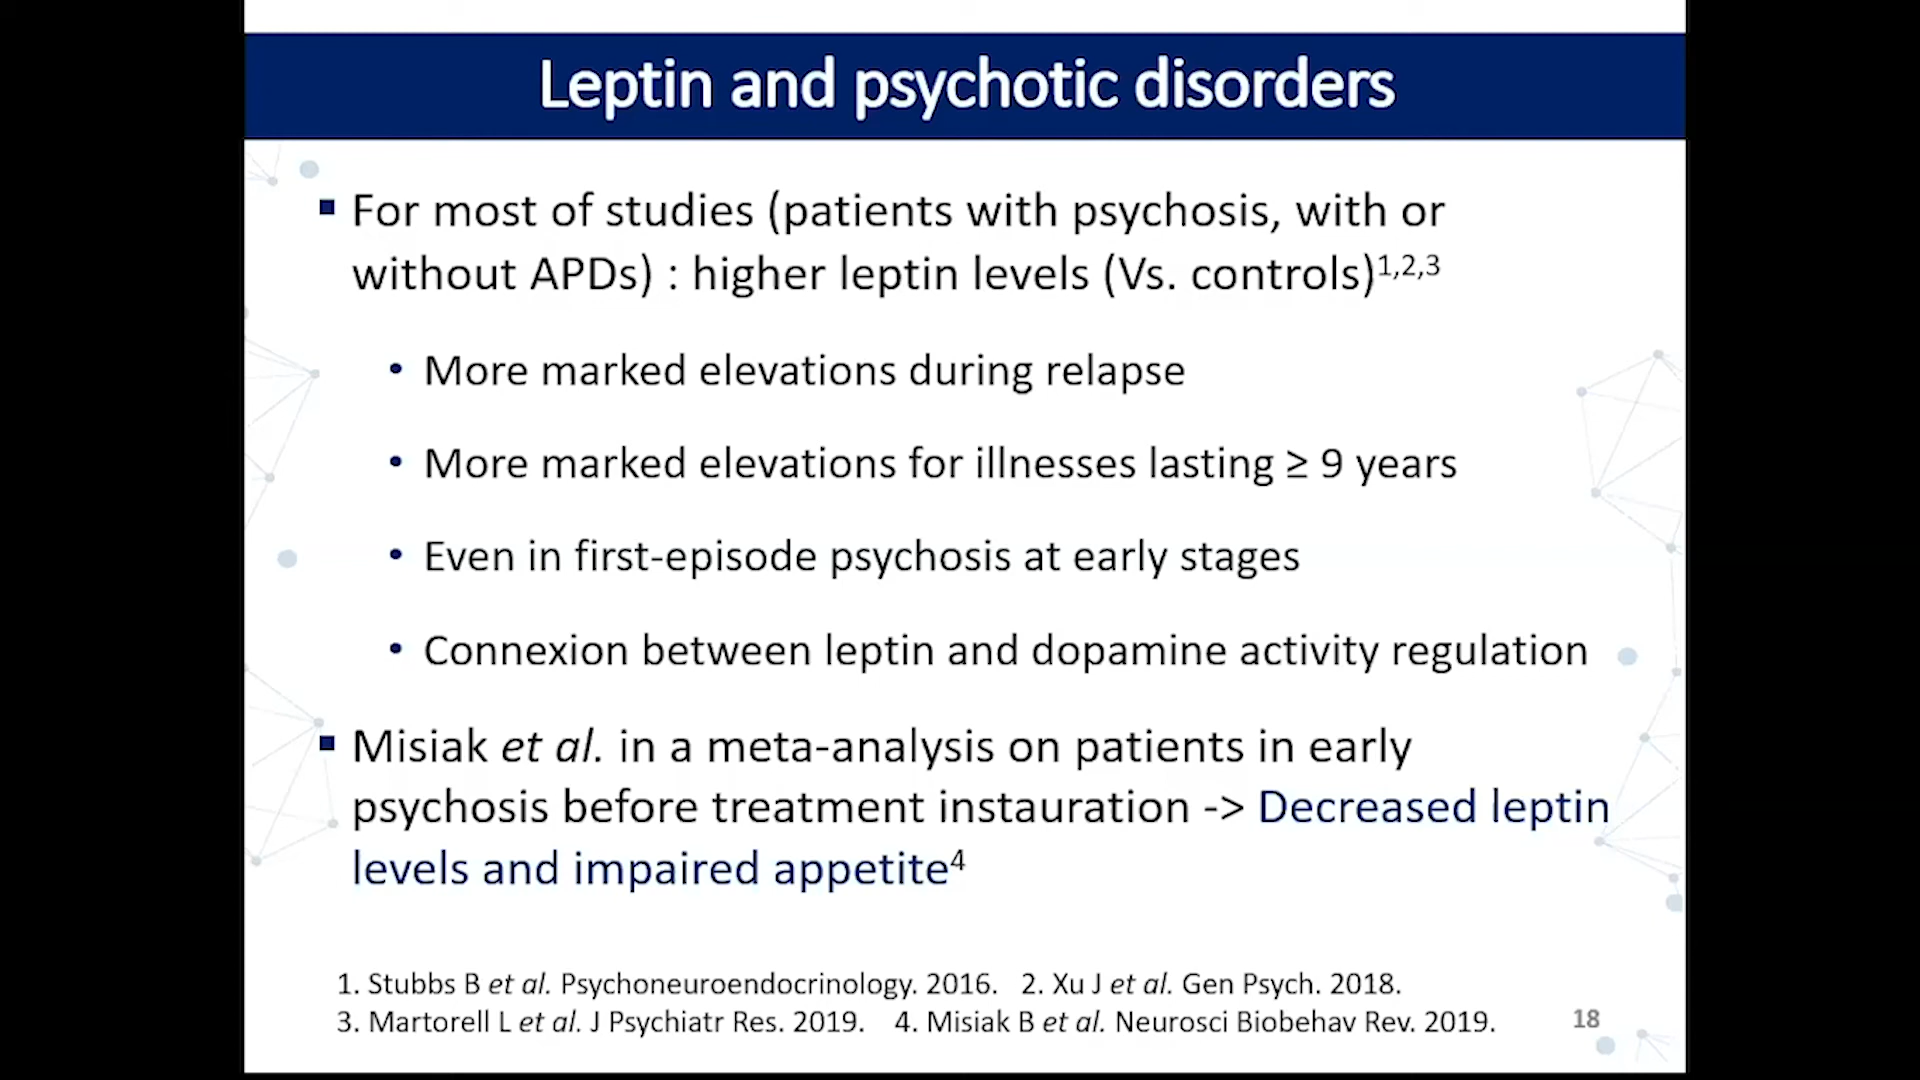 Leptin and psychotic disorders
▪ For most of studies (patients with psychosis, with or
without APDs) : higher leptin levels (Vs. controls)1,2,3
• More marked elevations during relapse
• More marked elevations for illnesses lasting ≥ 9 years
• Even in first-episode psychosis at early stages
• Connexion between leptin and dopamine activity regulation
▪ Misiak et al. in a meta-analysis on patients in early
psychosis before treatment instauration -> Decreased leptin
levels and impaired appetite4
1. Stubbs B et al. Psychoneuroendocrinology. 2016. 2. Xu J et al. Gen Psych. 2018.
3. Martorell L et al. J Psychiatr Res. 2019. 4. Misiak B et al. Neurosci Biobehav Rev. 2019.
18